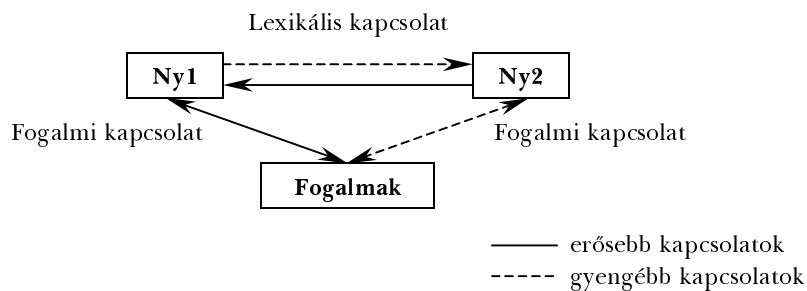 Lexikális kapcsolat
Ny1
Ny2
Fogalmi kapcsolat
Fogalmi kapcsolat
Fogalmak
erősebb kapcsolatok
gyengébb kapcsolatok